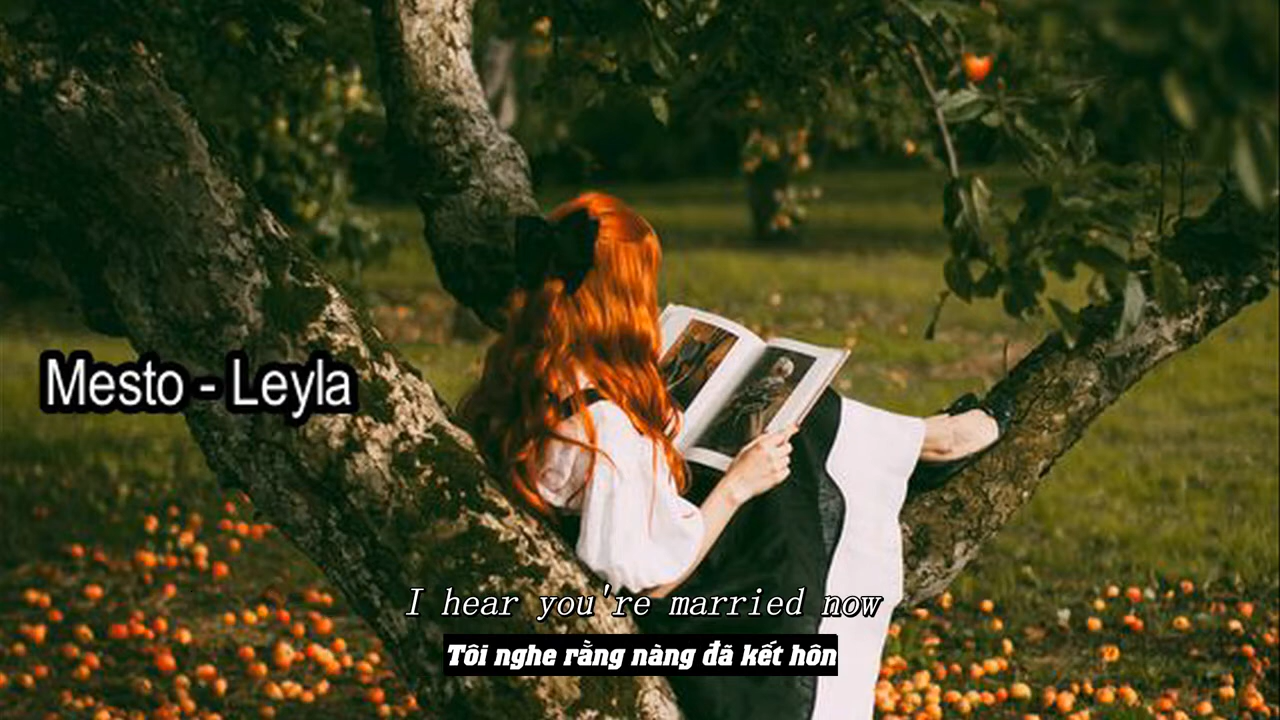 Mesto - Leyla
I hear you're married now
Tôi nghe rằng nàng đã kết hôn